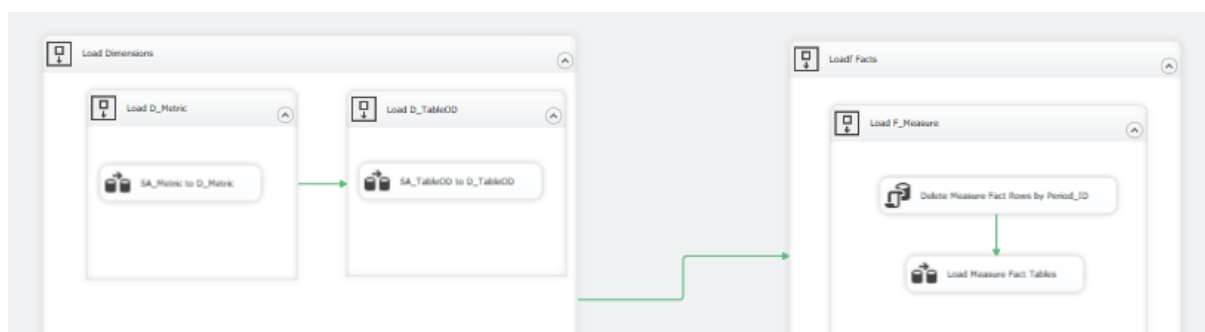 Load Dimensions
Load D_Metric
SA_Metric to D_Metric
Load D_TableOD
SA_TableOD to D_TableOD
Loadf Facts
Load F_Measure
Delete Measure Fact Rows by Period_ID
Load Measure Fact Tables